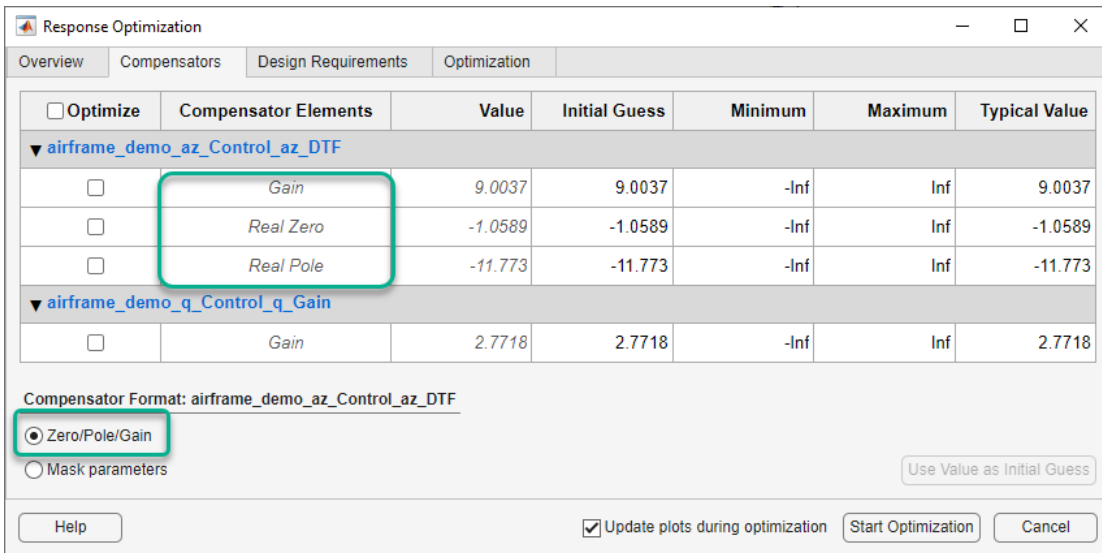 Response Optimization
Overview Compensators Design Requirements Optimization
Optimize Compensator Elements Value Initial Guess Minimum Maximum Typical Value
airframe_demo_az_Control_az_DTF
Gain 9.0037 9.0037 -Inf Inf 9.0037
Real Zero -1.0589 -1.0589 -Inf Inf -1.0589
Real Pole -11.773 -11.773 -Inf Inf -11.773
airframe_demo_q_Control_q_Gain
Gain 2.7718 2.7718 -Inf Inf 2.7718
Compensator Format: airframe_demo_az_Control_az_DTF
Zero/Pole/Gain
Mask parameters
Use Value as Initial Guess
Help Update plots during optimization Start Optimization Cancel